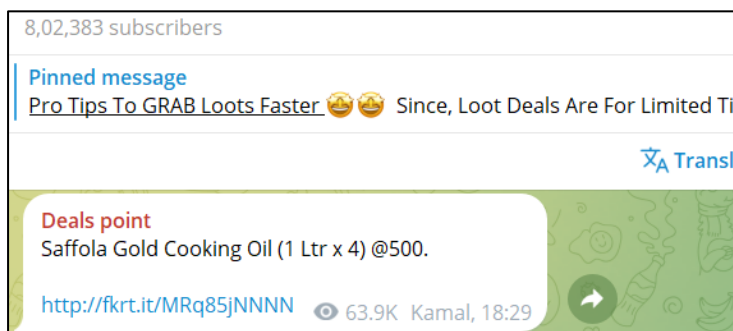 8,02,383 subscribers
Pinned message
Pro Tips To GRAB Loots Faster 🤩🤩 Since, Loot Deals Are For Limited Ti
Transl
Deals point
Saffola Gold Cooking Oil (1 Ltr x 4) @500.
http://fkrt.it/MRq85jNNNN 63.9K Kamal, 18:29